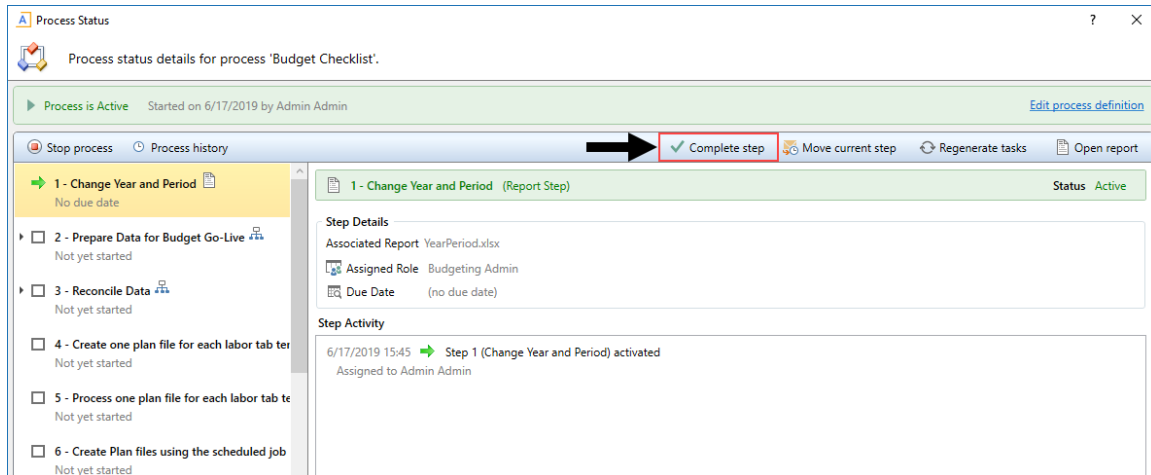 A Process Status ? ×
Process status details for process 'Budget Checklist'.
Process is Active Started on 6/17/2019 by Admin Admin Edit process definition
Stop process Process history Complete step Move current step Regenerate tasks Open report
1 - Change Year and Period
No due date
2 - Prepare Data for Budget Go-Live
Not yet started
3 - Reconcile Data
Not yet started
4 - Create one plan file for each labor tab ter
Not yet started
5 - Process one plan file for each labor tab te
Not yet started
6 - Create Plan files using the scheduled job
Not yet started
1 - Change Year and Period (Report Step) Status Active
Step Details
Associated Report YearPeriod.xlsx
Assigned Role Budgeting Admin
Due Date (no due date)
Step Activity
6/17/2019 15:45 Step 1 (Change Year and Period) activated
Assigned to Admin Admin